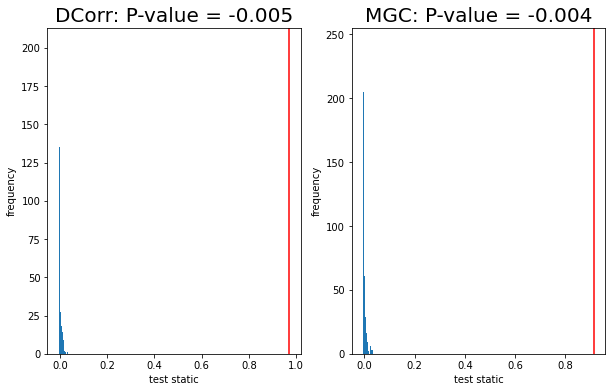 DCorr: P-value = -0.005
MGC: P-value = -0.004
200
175
150
125
100
75
50
25
0
frequency
0.0 0.2 0.4 0.6 0.8 1.0
test static
250
200
150
100
50
0
frequency
0.0 0.2 0.4 0.6 0.8
test static